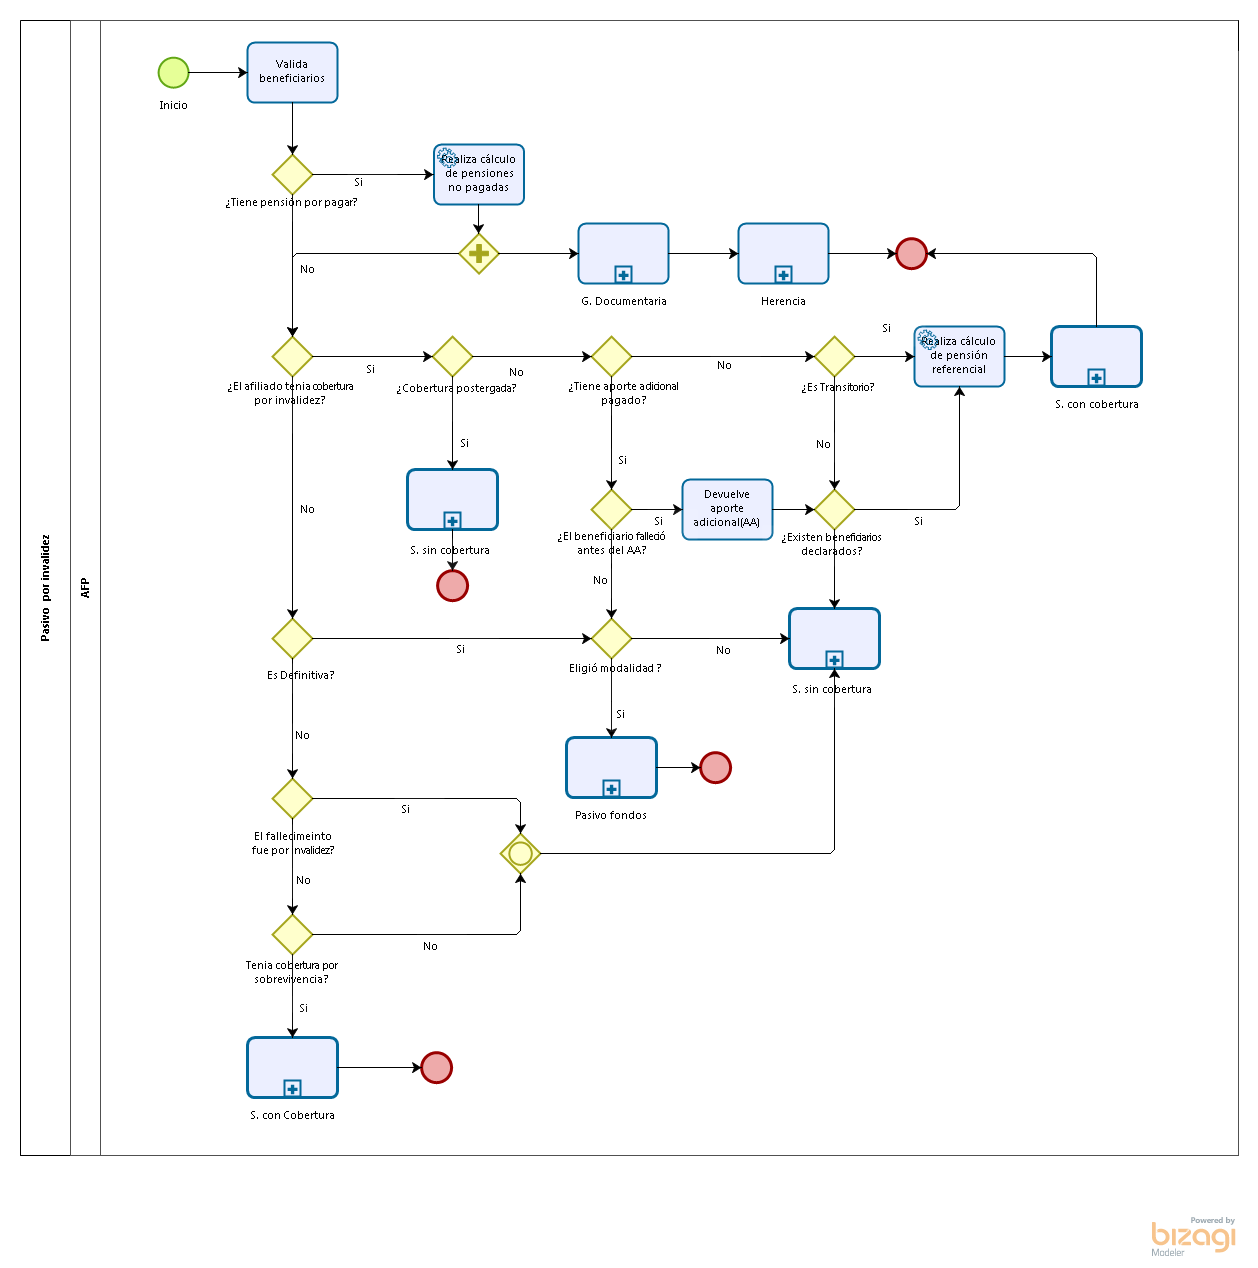 Pasivo por invalidez
AFP
Valida
beneficiarios
Inicio
Realiza cálculo
de pensiones
no pagadas
Si
¿Tiene pensión por pagar?
No
G. Documentaria
Herencia
Si
Realiza cálculo
de pensión
referencial
¿El afiliado tenia cobertura
por invalidez?
Si
¿Cobertura postergada?
No
¿Tiene aporte adicional
pagado?
No
¿Es Transitorio?
S. con cobertura
Si
Si
No
No
S. sin cobertura
¿El beneficiario falleció
antes del AA?
Si
Devuelve
aporte
adicional(AA)
¿Existen beneficiarios
declarados?
Si
No
Es Definitiva?
Si
Eligió modalidad ?
No
S. sin cobertura
No
Si
Pasivo fondos
El fallecimeinto
fue por invalidez?
Si
No
Tenia cobertura por
sobrevivencia?
No
Si
S. con Cobertura
Powered by
bizagi
Modeler